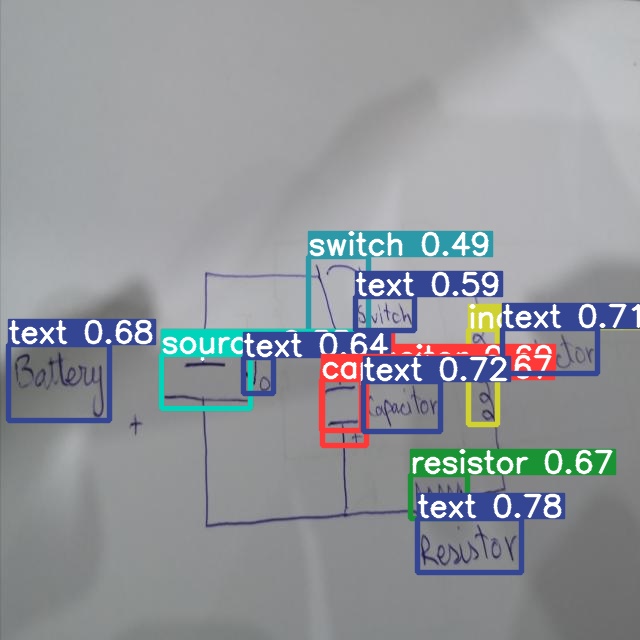 switch 0.49
text 0.59
Switch
text 0.68
text 0.64
text 0.71
Battery
text 0.72
Capacitor
+
+
resistor 0.67
text 0.78
Resistor